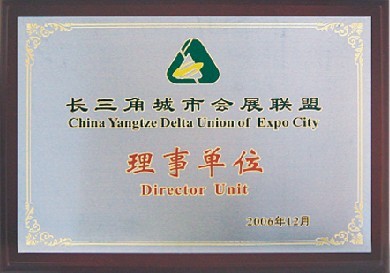 长三角城市会展联盟
China Yangtze Delta Union of Expo City
理事单位
Director Unit
2006年12月